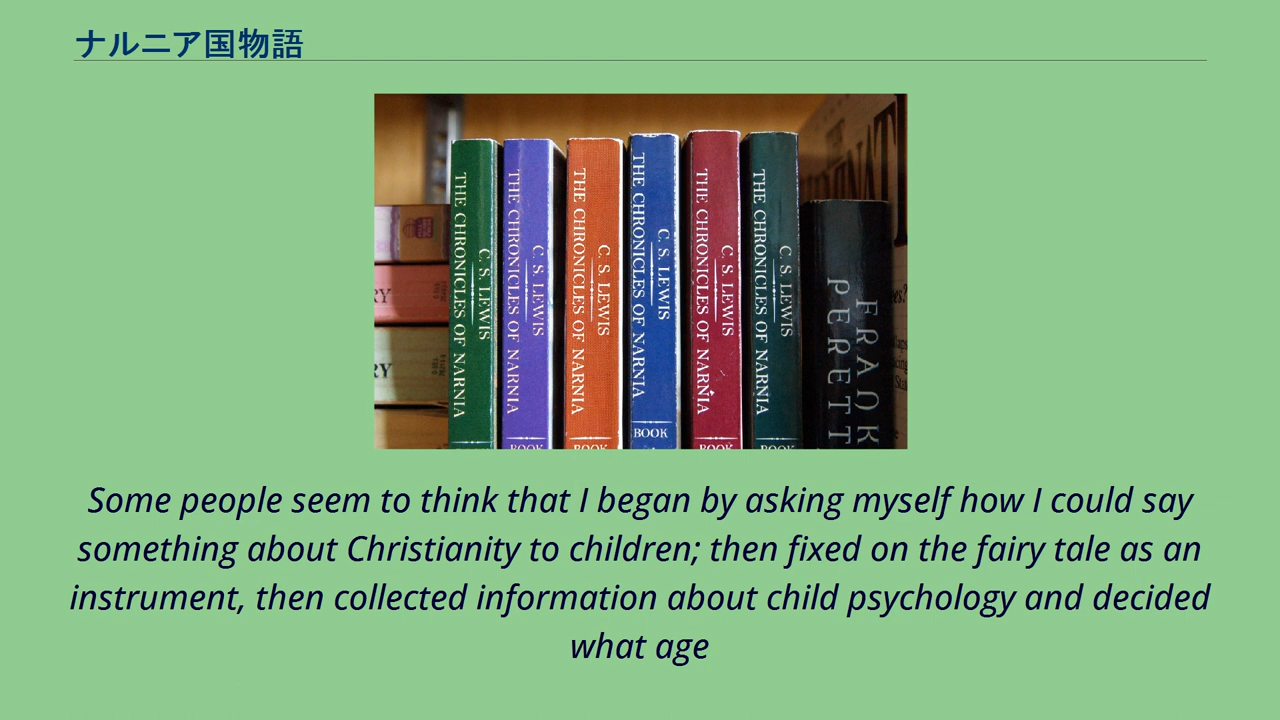 ナルニア国物語
THE CHRONICLES OF NARNIA
C. S. LEWIS
BOOK
THE CHRONICLES OF NARNIA
C. S. LEWIS
BOOK
THE CHRONICLES OF NARNIA
C. S. LEWIS
BOOK
THE CHRONICLES OF NARNIA
C. S. LEWIS
BOOK
THE CHRONICLES OF NARNIA
C. S. LEWIS
BOOK
THE CHRONICLES OF NARNIA
C. S. LEWIS
FRANK
PERETT
Some people seem to think that I began by asking myself how I could say
something about Christianity to children; then fixed on the fairy tale as an
instrument, then collected information about child psychology and decided
what age